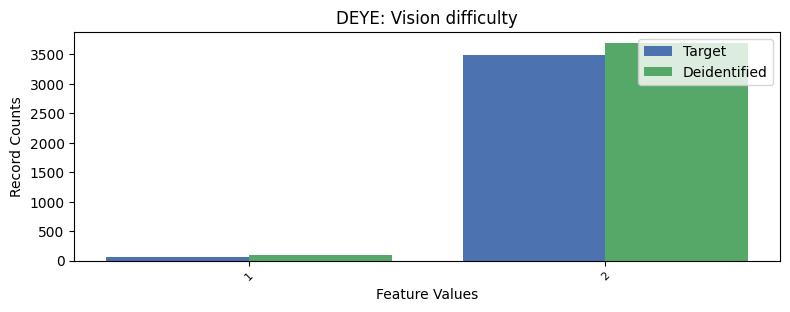 DEYE: Vision difficulty
Target
Deidentified
3500
3000
2500
2000
1500
1000
500
0
Record Counts
1
2
Feature Values